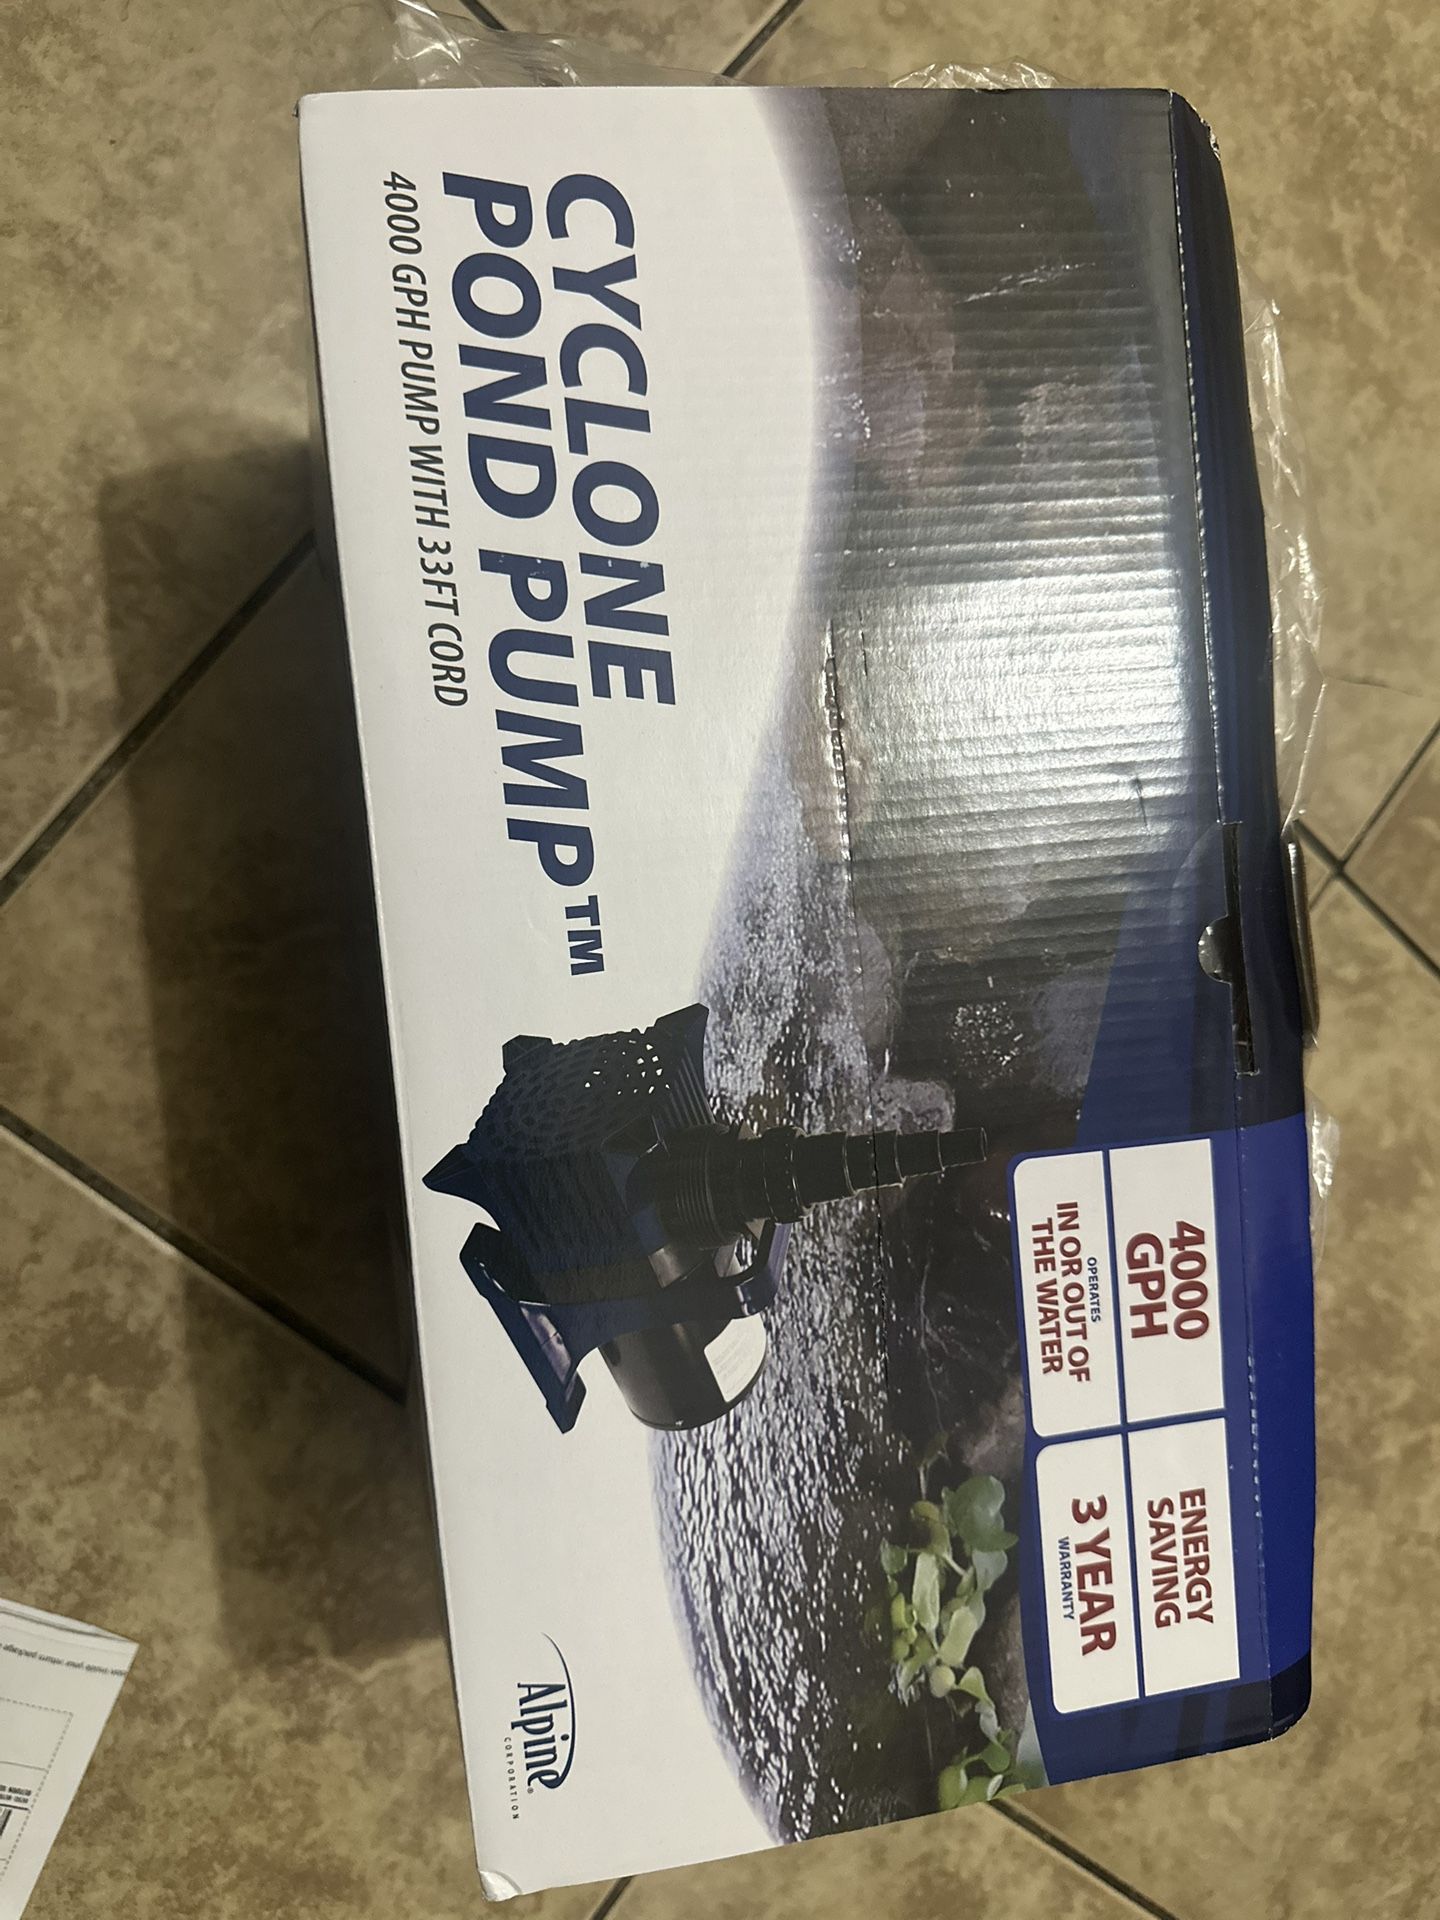 CYCLONE
POND PUMP™
4000 GPH PUMP WITH 33FT CORD
4000
GPH
ENERGY
SAVING
OPERATES
IN OR OUT OF
THE WATER
3 YEAR
WARRANTY
Alpine®
CORPORATION